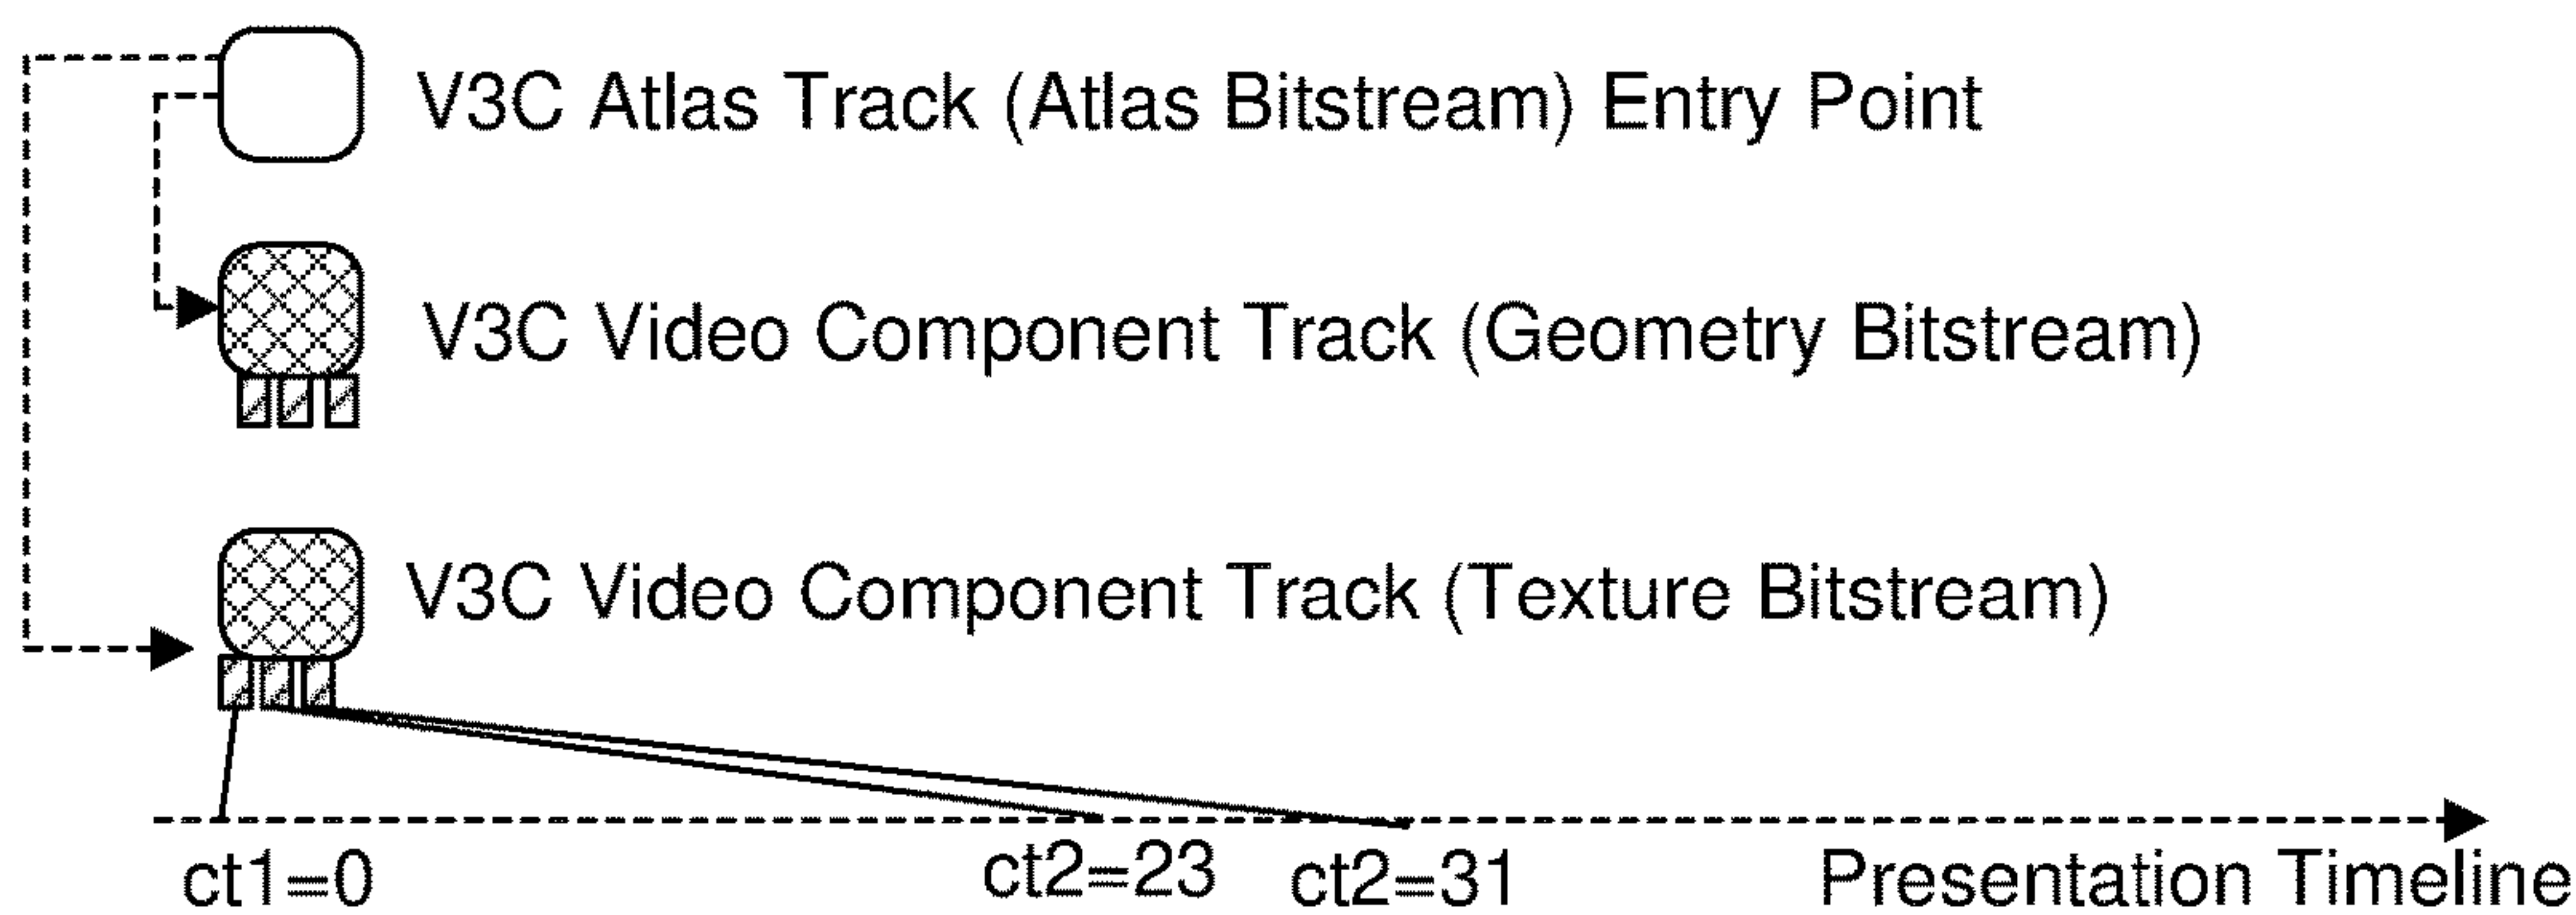 V3C Atlas Track (Atlas Bitstream) Entry Point
V3C Video Component Track (Geometry Bitstream)
V3C Video Component Track (Texture Bitstream)
ct1=0
ct2=23
ct2=31
Presentation Timeline